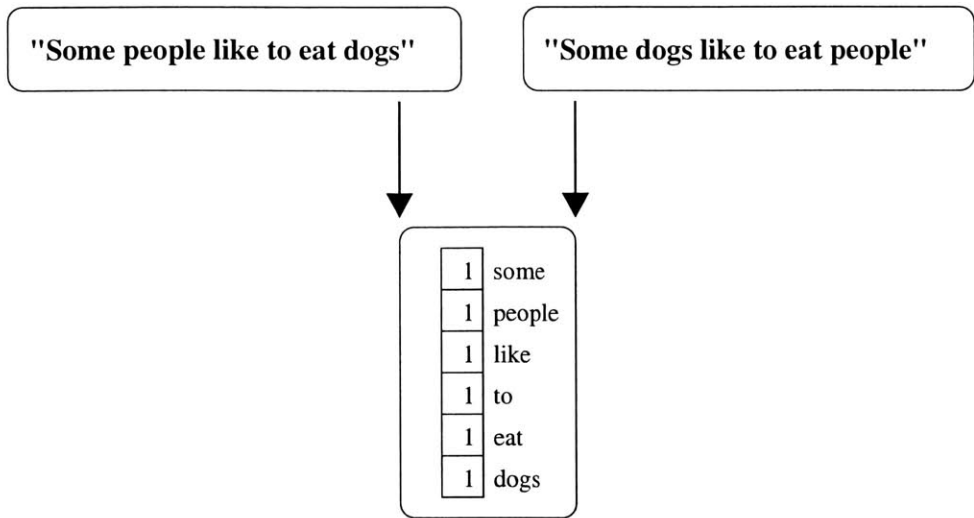 "Some people like to eat dogs"
"Some dogs like to eat people"
1 some
1 people
1 like
1 to
1 eat
1 dogs